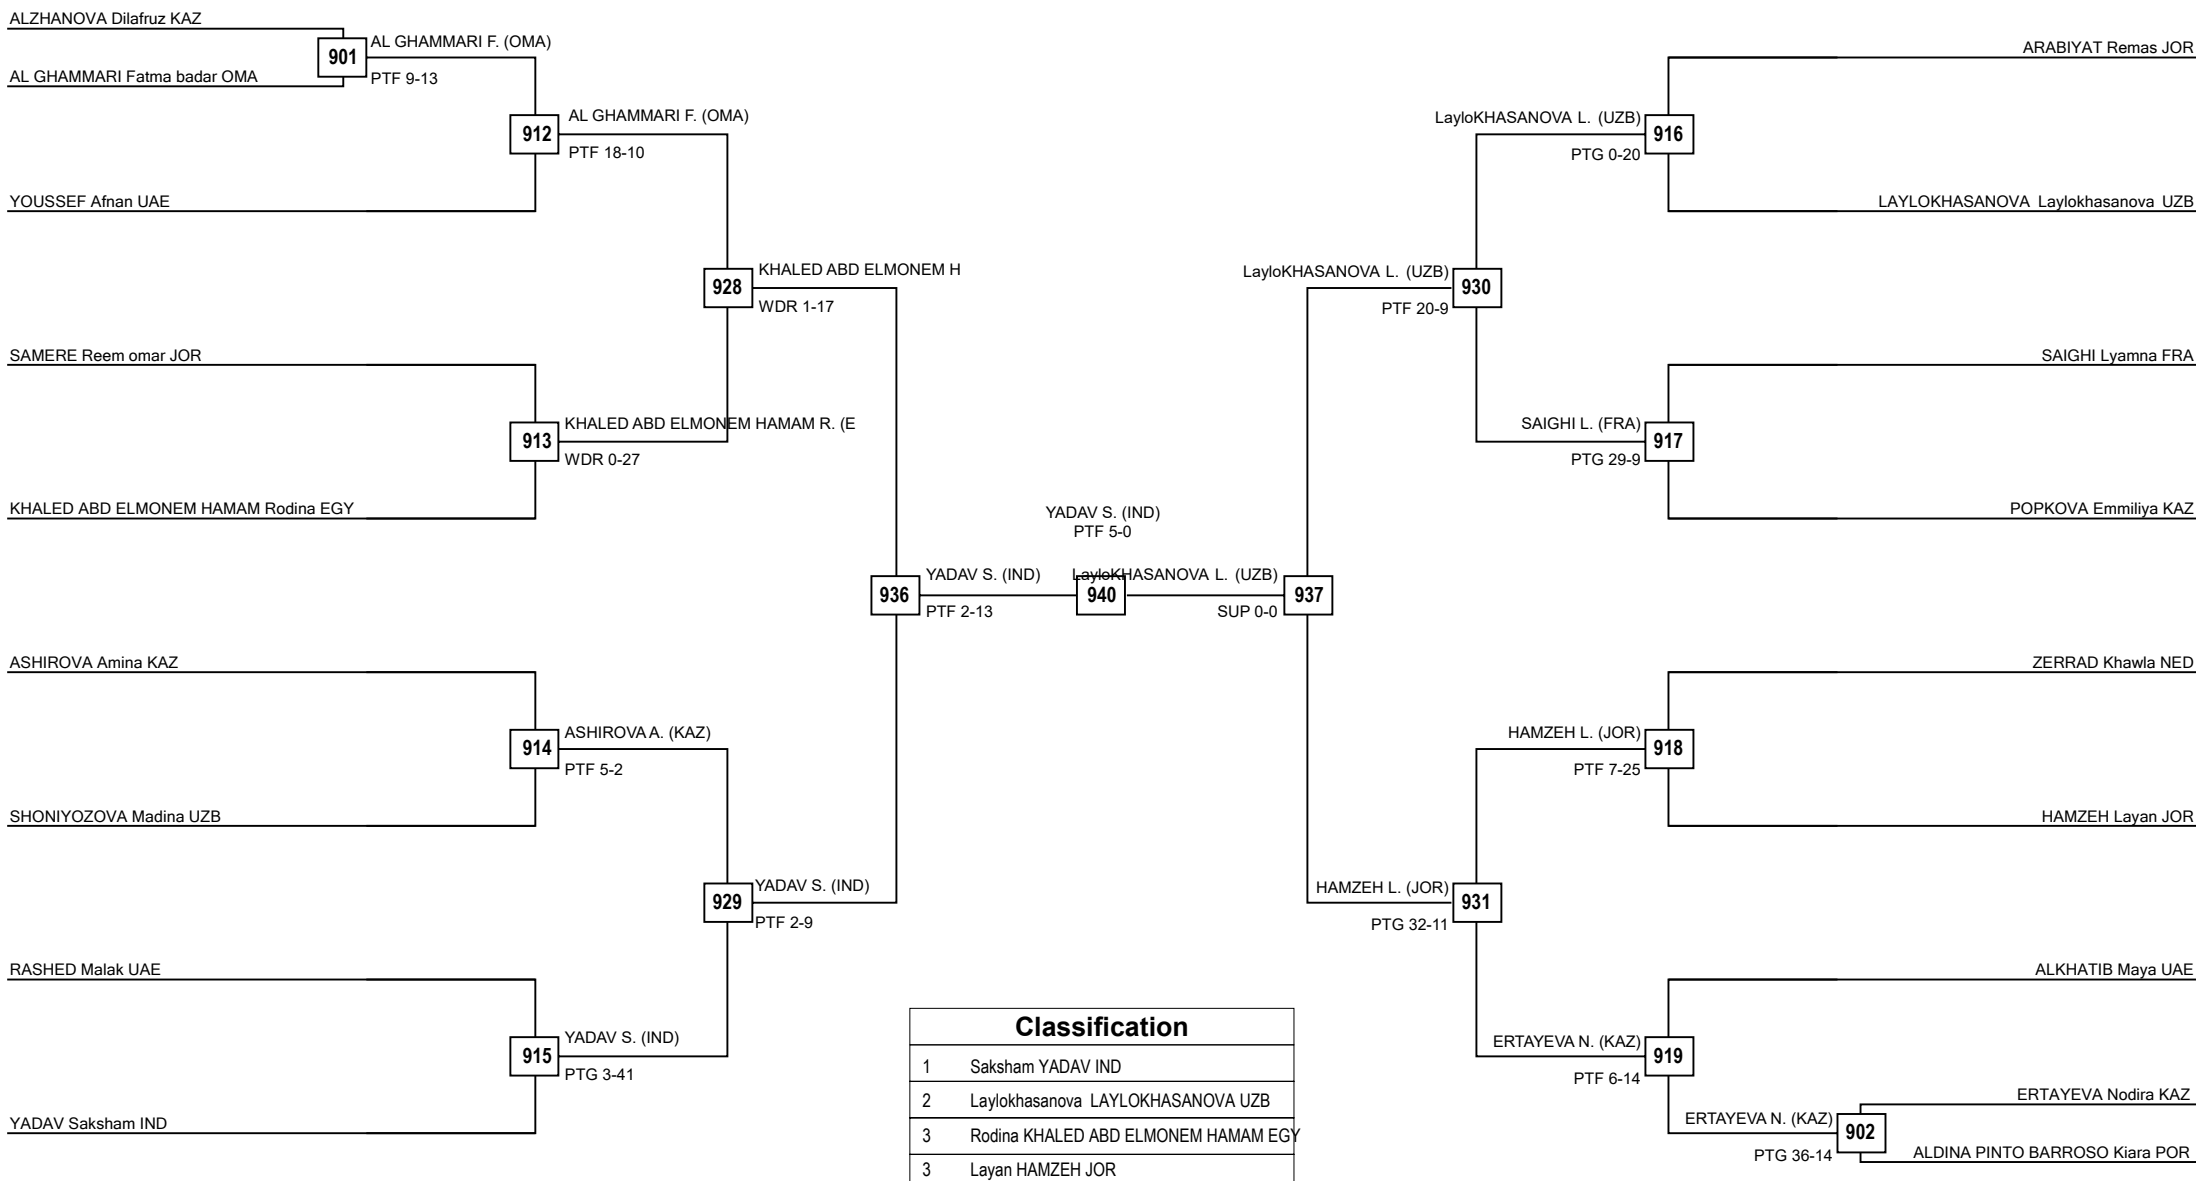 ALZHANOVA Dilafruz KAZ
901
AL GHAMMARI F. (OMA)
PTF 9-13
AL GHAMMARI Fatma badar OMA
912
AL GHAMMARI F. (OMA)
PTF 18-10
YOUSSEF Afnan UAE
928
KHALED ABD ELMONEM H
WDR 1-17
SAMERE Reem omar JOR
913
KHALED ABD ELMONEM HAMAM R. (E
WDR 0-27
KHALED ABD ELMONEM HAMAM Rodina EGY
936
YADAV S. (IND)
PTF 2-13
ASHIROVA Amina KAZ
914
ASHIROVA A. (KAZ)
PTF 5-2
SHONIYOZOVA Madina UZB
929
YADAV S. (IND)
PTF 2-9
RASHED Malak UAE
915
YADAV S. (IND)
PTG 3-41
YADAV Saksham IND
YADAV S. (IND)
PTF 5-0
940
LayloKHASANOVA L. (UZB)
SUP 0-0
937
ARABIYAT Remas JOR
LayloKHASANOVA L. (UZB)
916
PTG 0-20
LAYLOKHASANOVA Laylokhasanova UZB
LayloKHASANOVA L. (UZB)
930
PTF 20-9
SAIGHI Lyamna FRA
SAIGHI L. (FRA)
917
PTG 29-9
POPKOVA Emmiliya KAZ
ZERRAD Khawla NED
HAMZEH L. (JOR)
918
PTF 7-25
HAMZEH Layan JOR
HAMZEH L. (JOR)
931
PTG 32-11
ALKHATIB Maya UAE
ERTAYEVA N. (KAZ)
919
PTF 6-14
ERTAYEVA Nodira KAZ
ERTAYEVA N. (KAZ)
902
PTG 36-14
ALDINA PINTO BARROSO Kiara POR
Classification
1 Saksham YADAV IND
2 Laylokhasanova LAYLOKHASANOVA UZB
3 Rodina KHALED ABD ELMONEM HAMAM EGY
3 Layan HAMZEH JOR